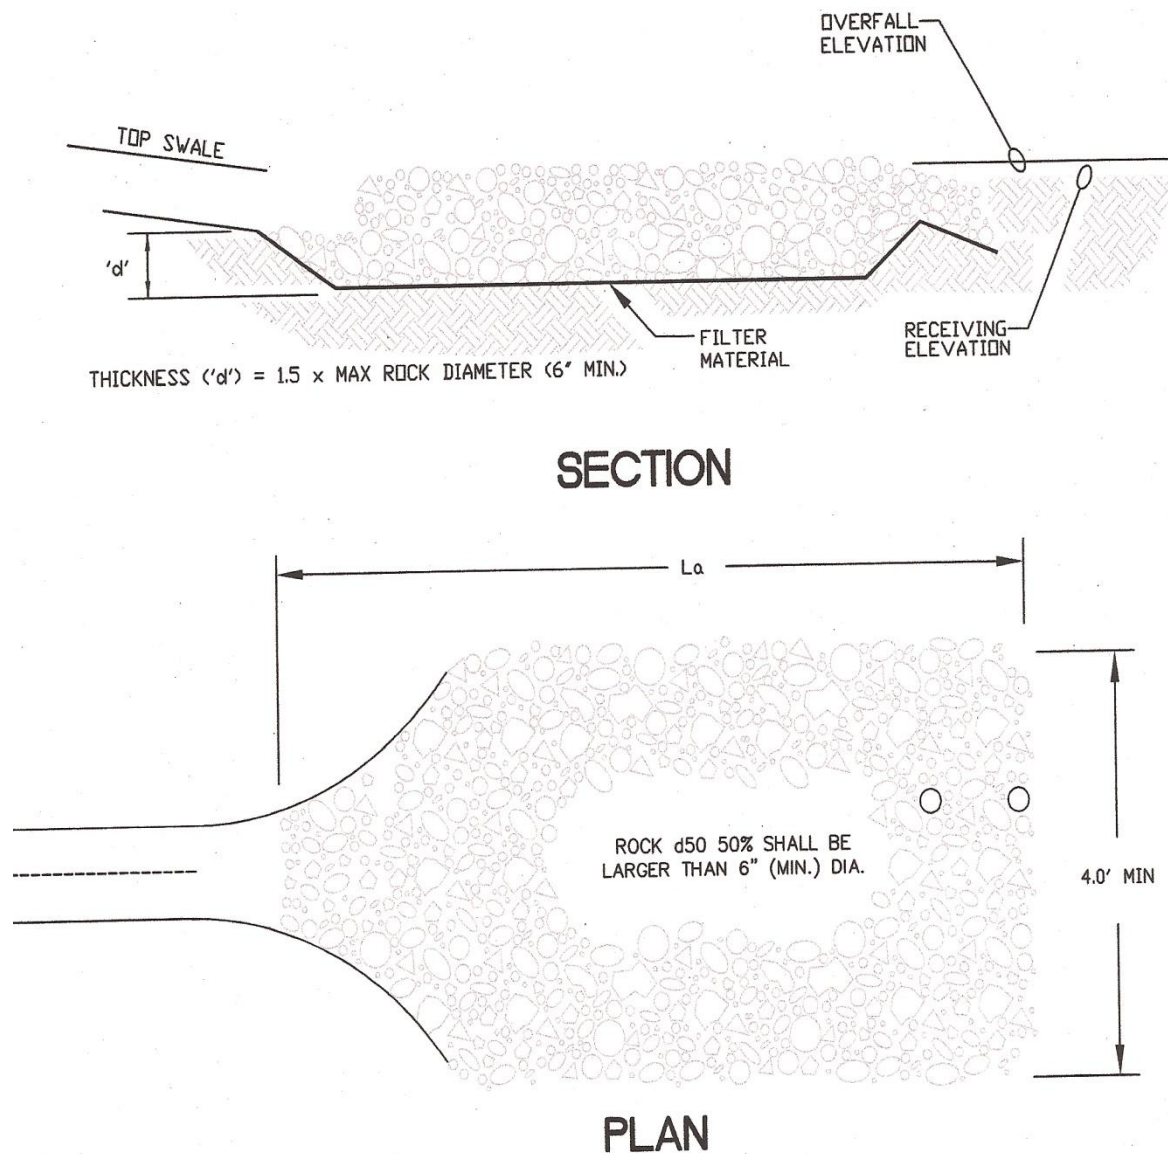 OVERFALL
ELEVATION
TOP SWALE
'd'
FILTER
MATERIAL
RECEIVING
ELEVATION
THICKNESS ('d') = 1.5 x MAX ROCK DIAMETER (6" MIN.)
SECTION
La
ROCK d50 50% SHALL BE
LARGER THAN 6" (MIN.) DIA.
4.0' MIN
PLAN